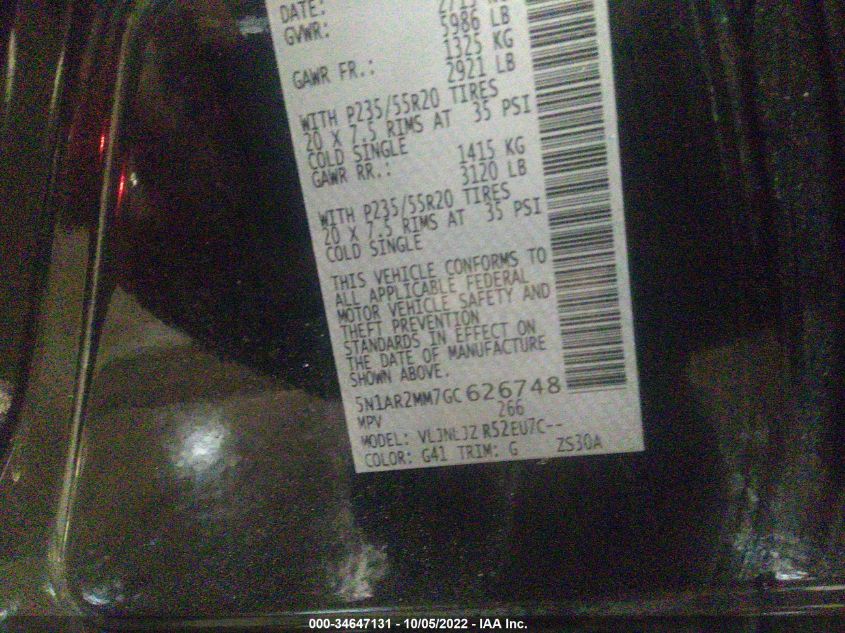 DATE:
GVWR: 5986 LB
1325 KG
GAWR FR.: 2921 LB
WITH P235/55R20 TIRES
20 X 7.5 RIMS AT 35 PSI
COLD SINGLE
1415 KG
GAWR RR.: 3120 LB
WITH P235/55R20 TIRES
20 X 7.5 RIMS AT 35 PSI
COLD SINGLE
THIS VEHICLE CONFORMS TO
ALL APPLICABLE FEDERAL
MOTOR VEHICLE SAFETY AND
THEFT PREVENTION
STANDARDS IN EFFECT ON
THE DATE OF MANUFACTURE
SHOWN ABOVE.
5N1AR2MM7GC 626748
MPV 266
MODEL: VLJNLJZ R52EU7C--
COLOR: G41 TRIM: G ZS30A
000-34647131 - 10/05/2022 - IAA Inc.